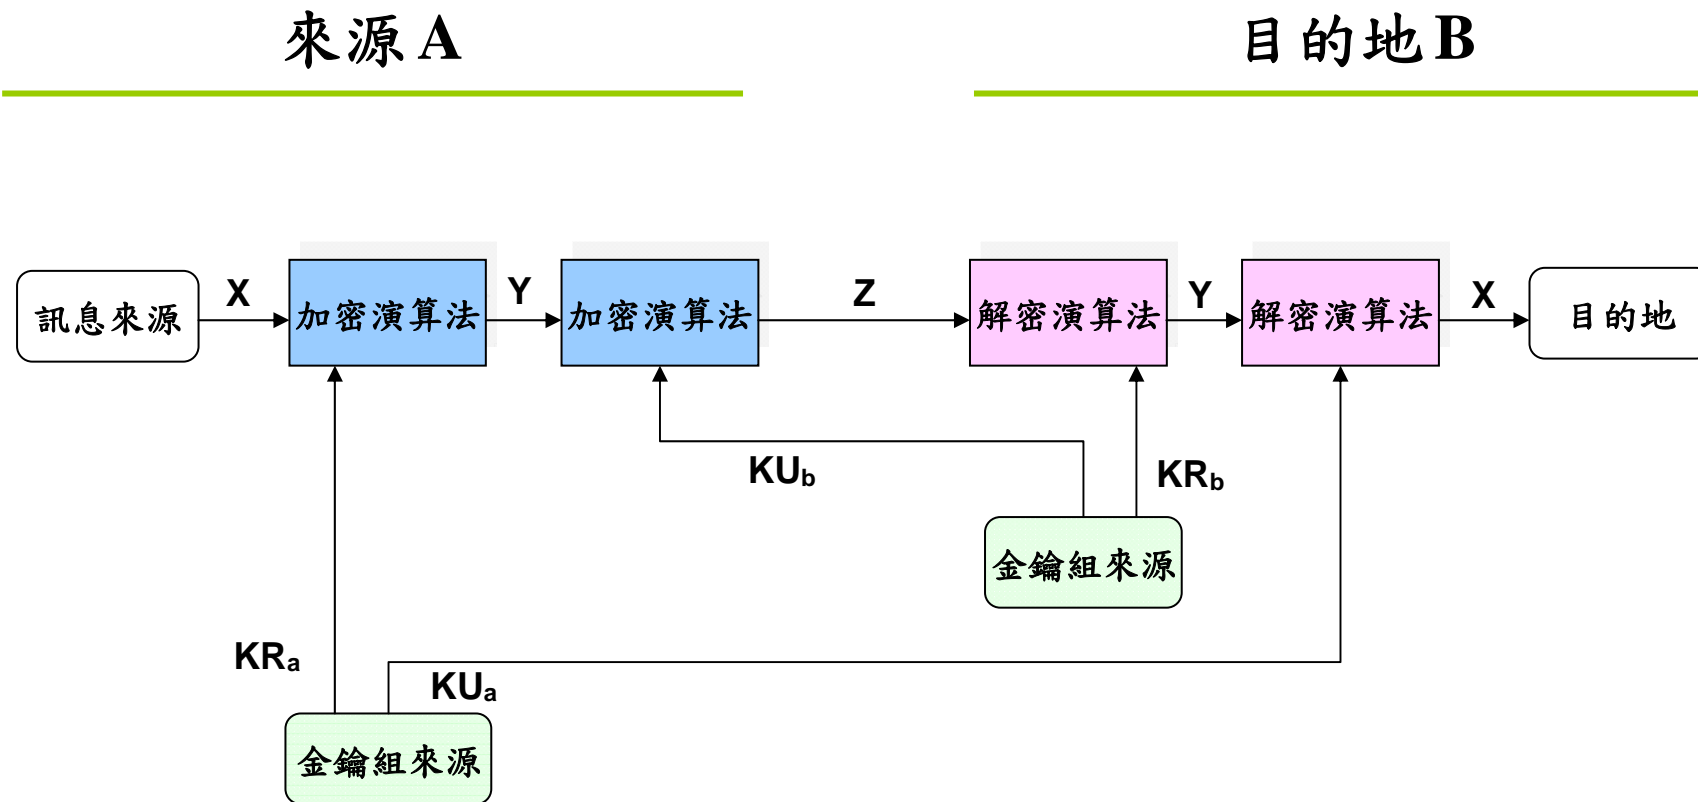 來源A
目的地B
X
Y
Z
Y
X
訊息來源
加密演算法
加密演算法
解密演算法
解密演算法
目的地
KUb
KRb
金鑰組來源
KRa
KUa
金鑰組來源